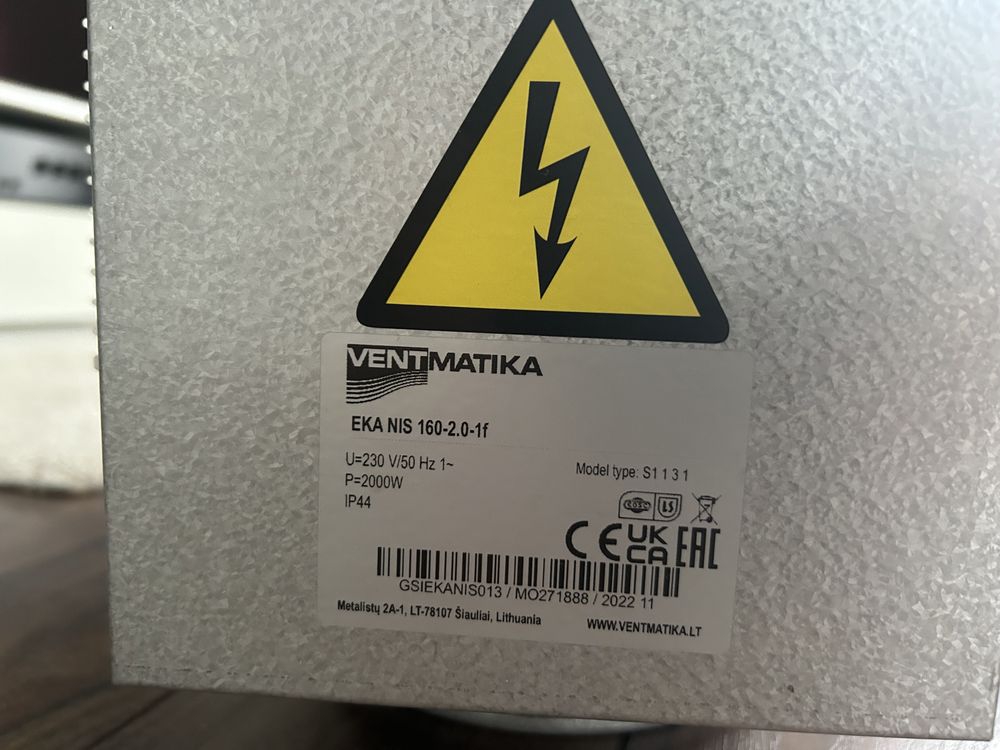 VENTMATIKA
EKA NIS 160-2.0-1f
U=230 V/50 Hz 1~
P=2000W
IP44
Model type: S1 1 3 1
LS
CE UK CA EAC
GSIEKANIS013 / MO271888 / 2022 11
Metalistų 2A-1, LT-78107 Šiauliai, Lithuania
WWW.VENTMATIKA.LT